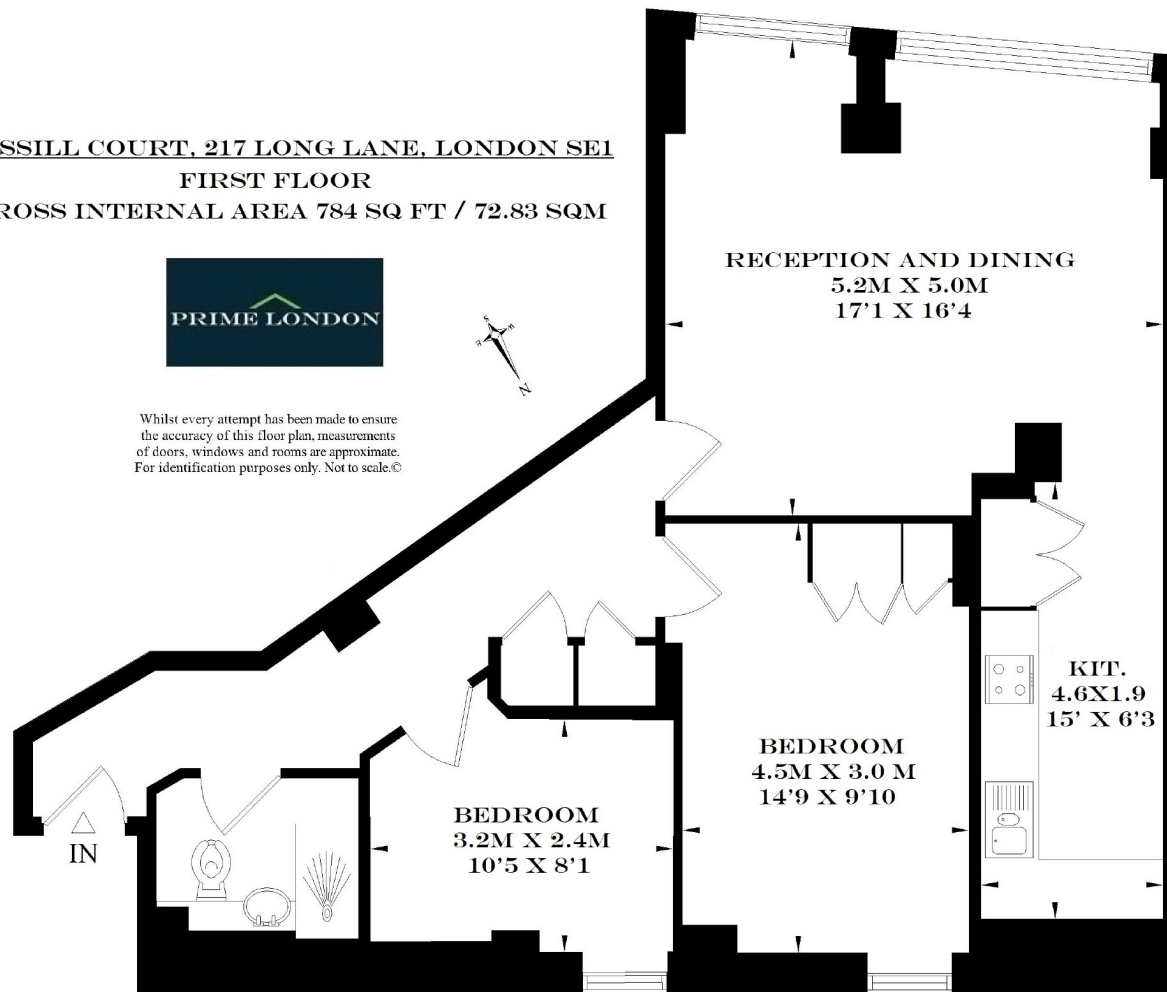 SSILL COURT, 217 LONG LANE, LONDON SE1
FIRST FLOOR
ROSS INTERNAL AREA 784 SQ FT / 72.83 SQM
PRIME LONDON
Whilst every attempt has been made to ensure
the accuracy of this floor plan, measurements
of doors, windows and rooms are approximate.
For identification purposes only. Not to scale.©
S
W
E
N
RECEPTION AND DINING
5.2M X 5.0M
17'1 X 16'4
KIT.
4.6X1.9
15' X 6'3
BEDROOM
4.5M X 3.0 M
14'9 X 9'10
BEDROOM
3.2M X 2.4M
10'5 X 8'1
IN